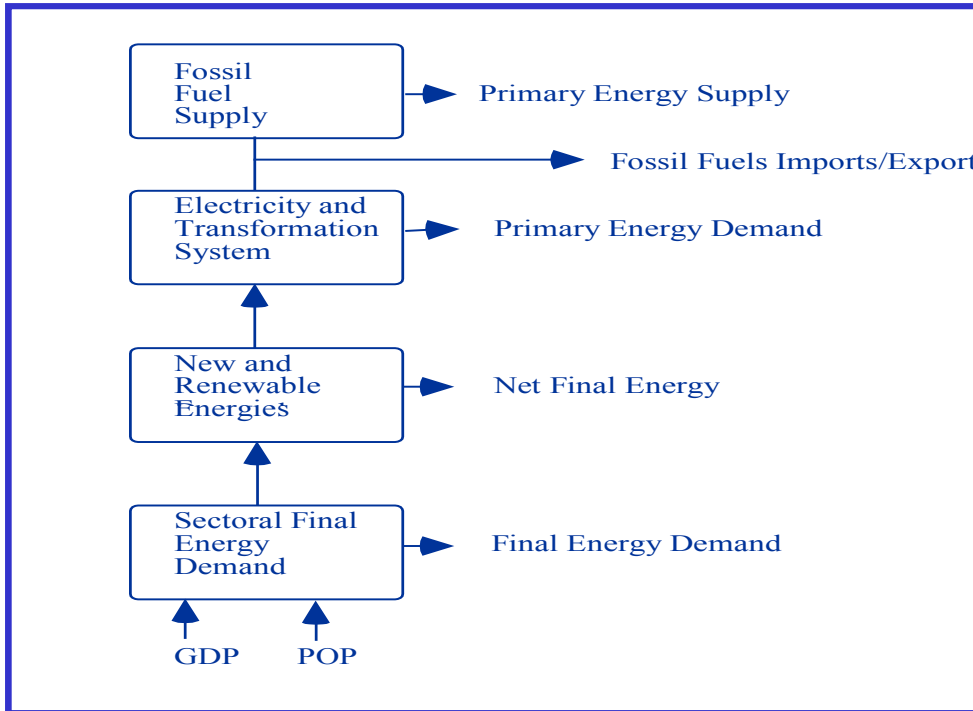 Fossil
Fuel
Supply
Primary Energy Supply
Fossil Fuels Imports/Export
Electricity and
Transformation
System
Primary Energy Demand
New and
Renewable
Energies
Net Final Energy
Sectoral Final
Energy
Demand
Final Energy Demand
GDP
POP